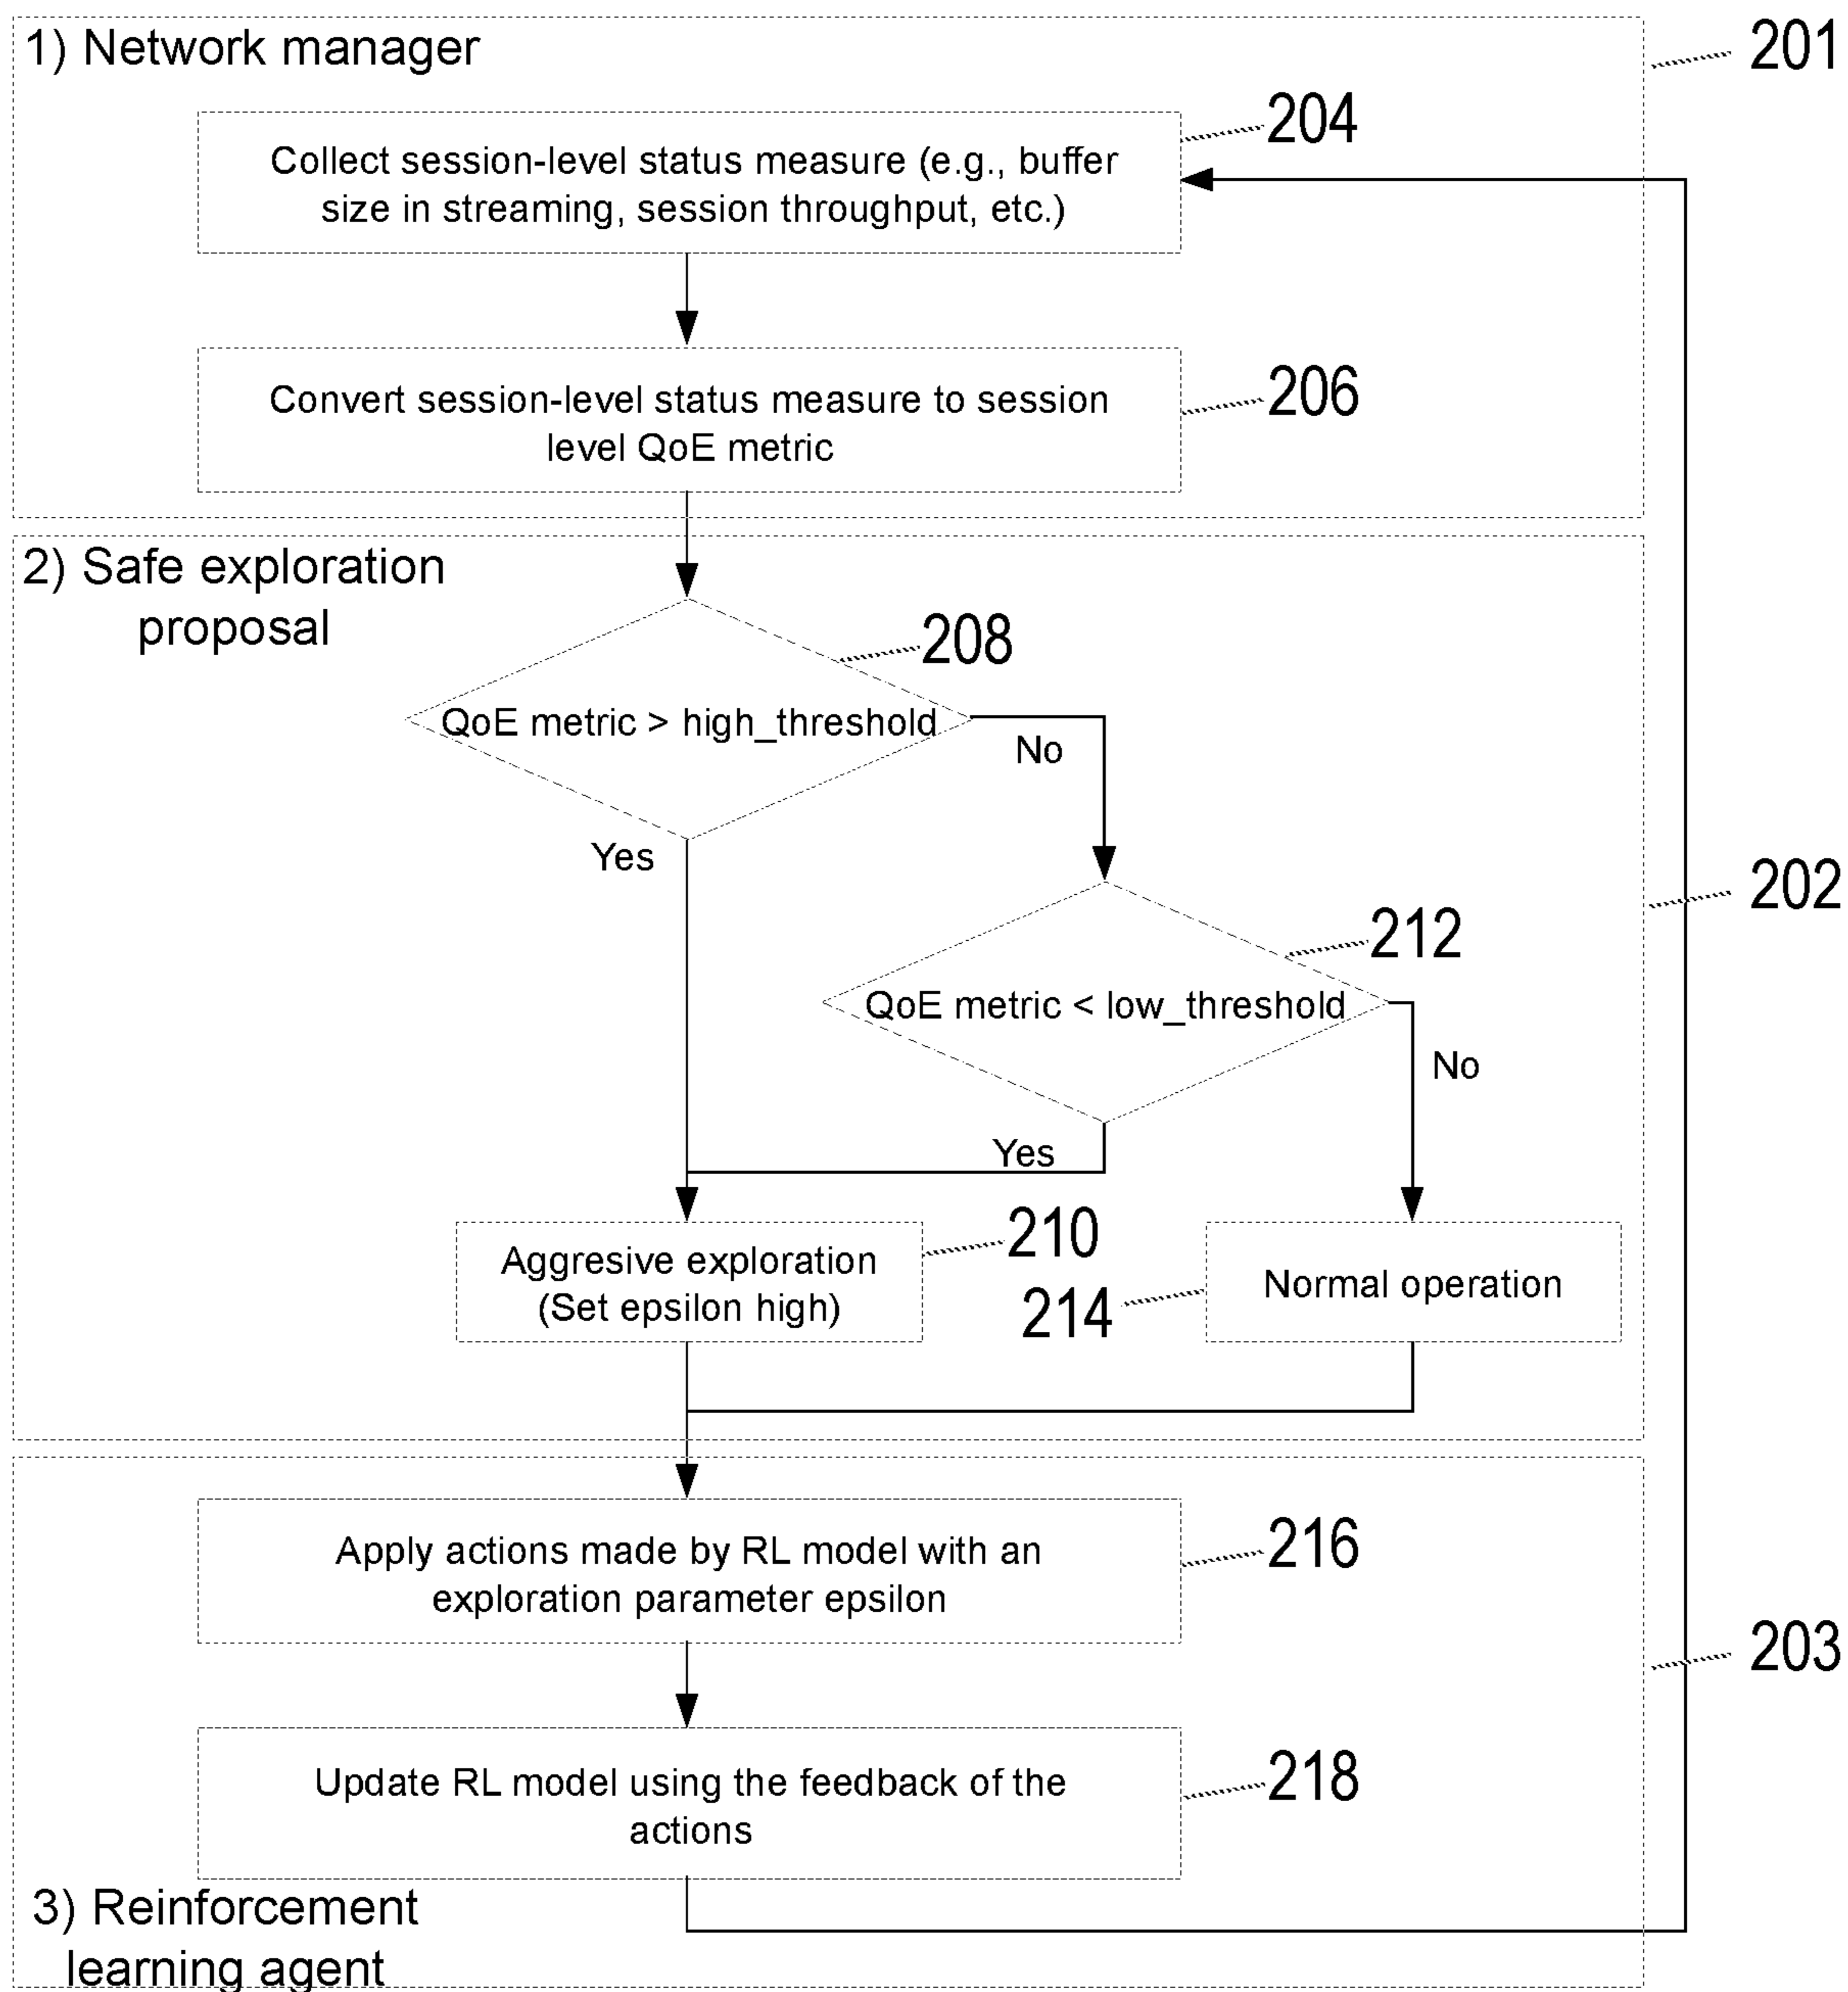 1) Network manager
201
204
Collect session-level status measure (e.g., buffer
size in streaming, session throughput, etc.)
206
Convert session-level status measure to session
level QoE metric
2) Safe exploration
proposal
208
QoE metric > high_threshold
No
Yes
202
212
QoE metric < low_threshold
No
Yes
210
Aggresive exploration
(Set epsilon high)
214
Normal operation
216
Apply actions made by RL model with an
exploration parameter epsilon
203
218
Update RL model using the feedback of the
actions
3) Reinforcement
learning agent